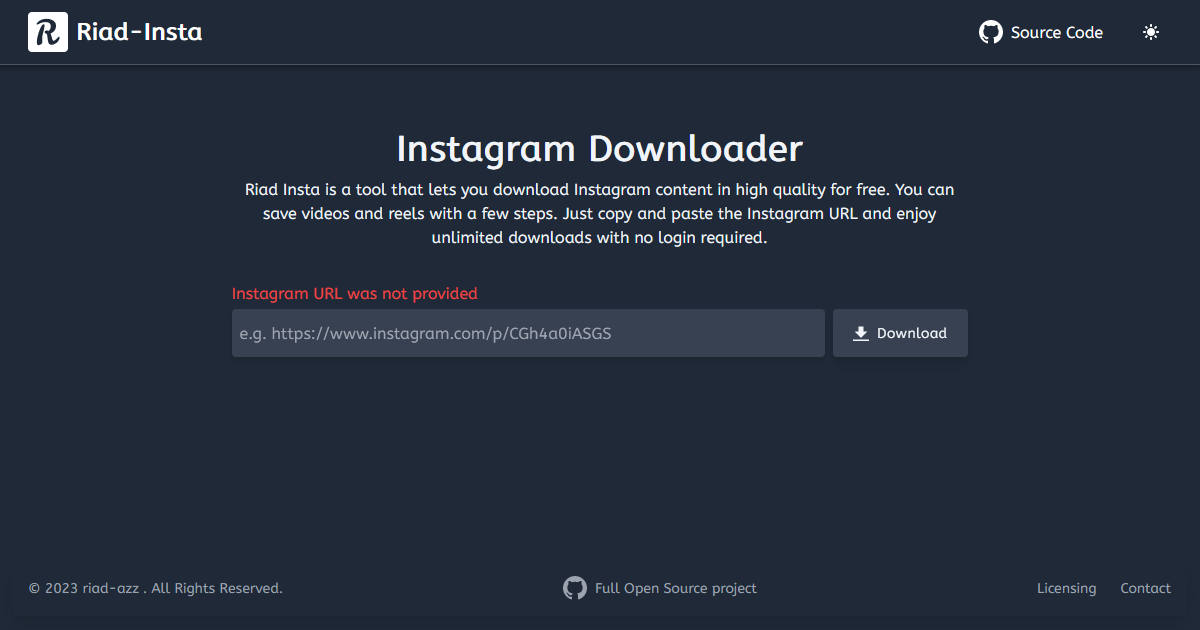 R Riad-Insta
Source Code
Instagram Downloader
Riad Insta is a tool that lets you download Instagram content in high quality for free. You can
save videos and reels with a few steps. Just copy and paste the Instagram URL and enjoy
unlimited downloads with no login required.
Instagram URL was not provided
e.g. https://www.instagram.com/p/CGh4a0iASGS
Download
© 2023 riad-azz . All Rights Reserved.
Full Open Source project
Licensing
Contact